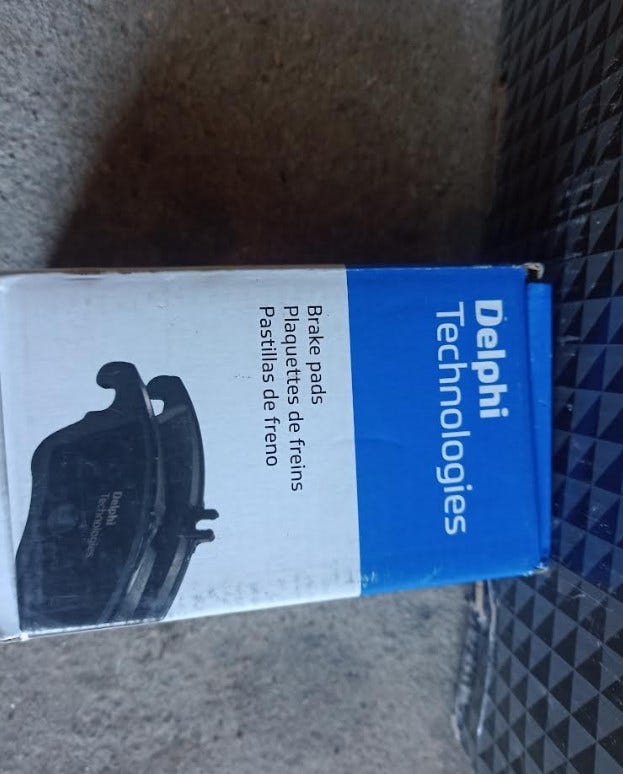 Delphi
Technologies
Brake pads
Plaquettes de freins
Pastillas de freno
Delphi
Technologies